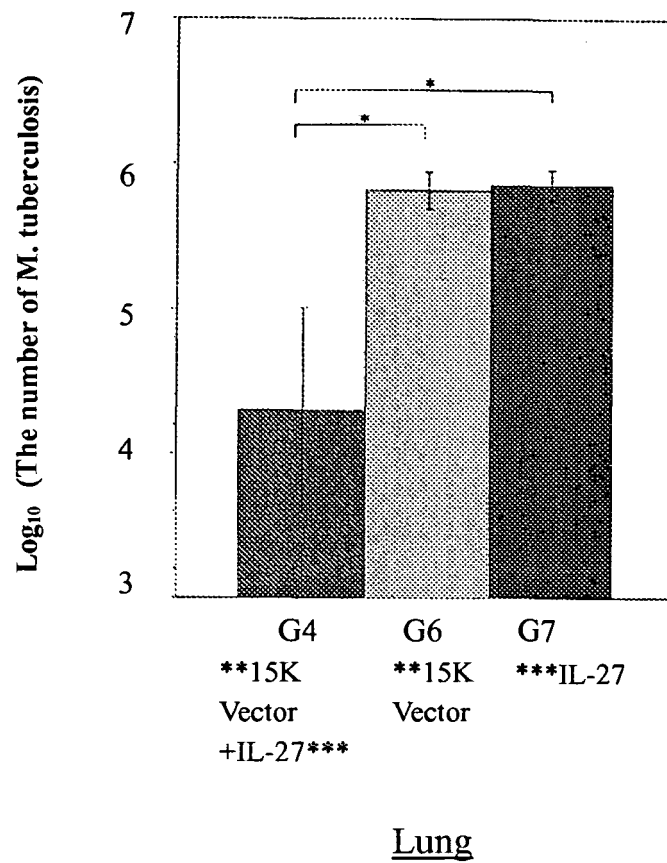 Log₁₀ (The number of M. tuberculosis)
7
6
5
4
3
*
*
G4 G6 G7
**15K **15K ***IL-27
Vector Vector
+IL-27***
Lung